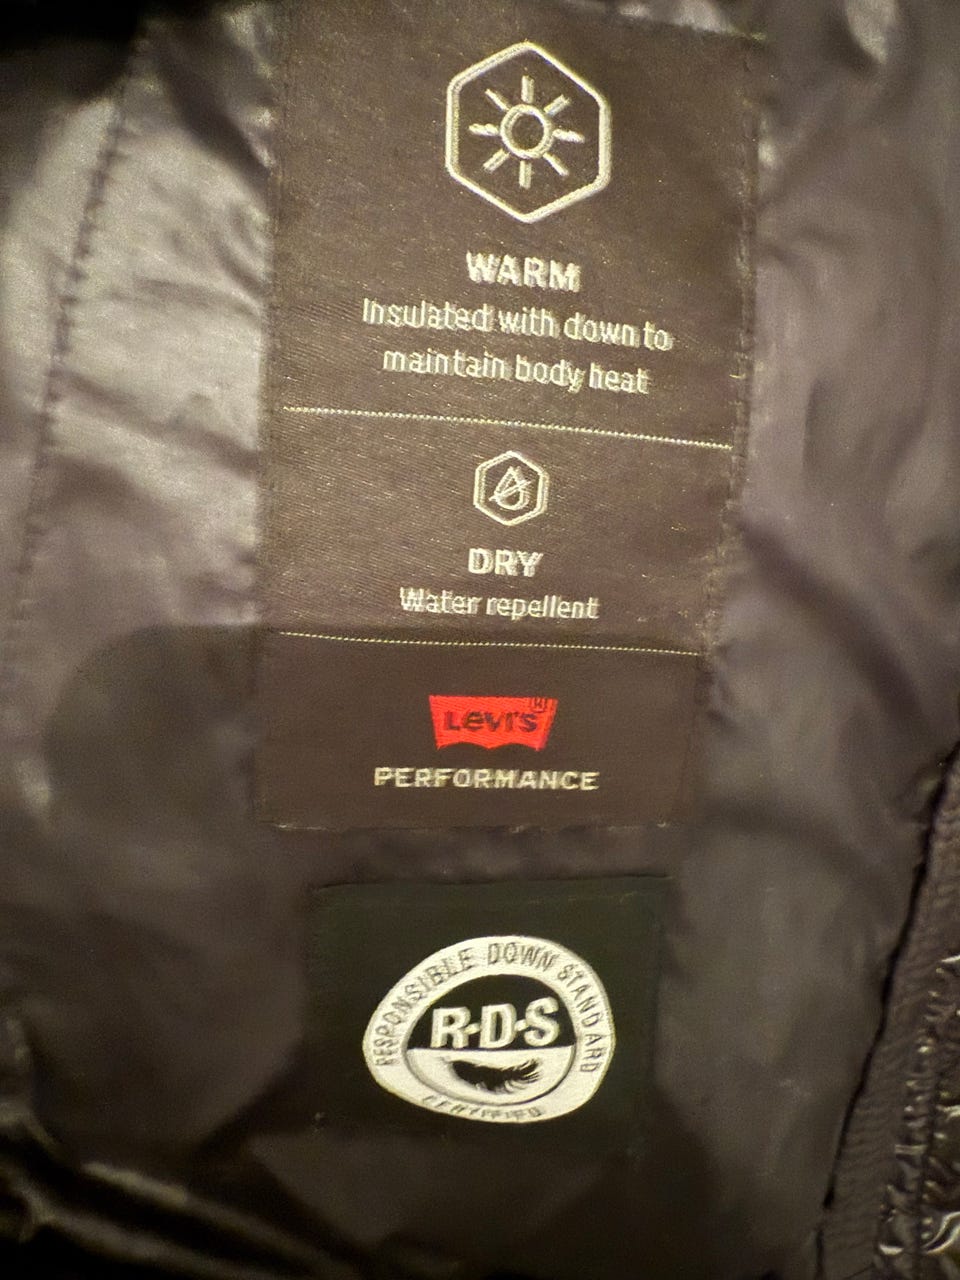 WARM
Insulated with down to
maintain body heat
DRY
Water repellent
Levi's
PERFORMANCE
RESPONSIBLE DOWN STANDARD
R·D·S
CERTIFIED